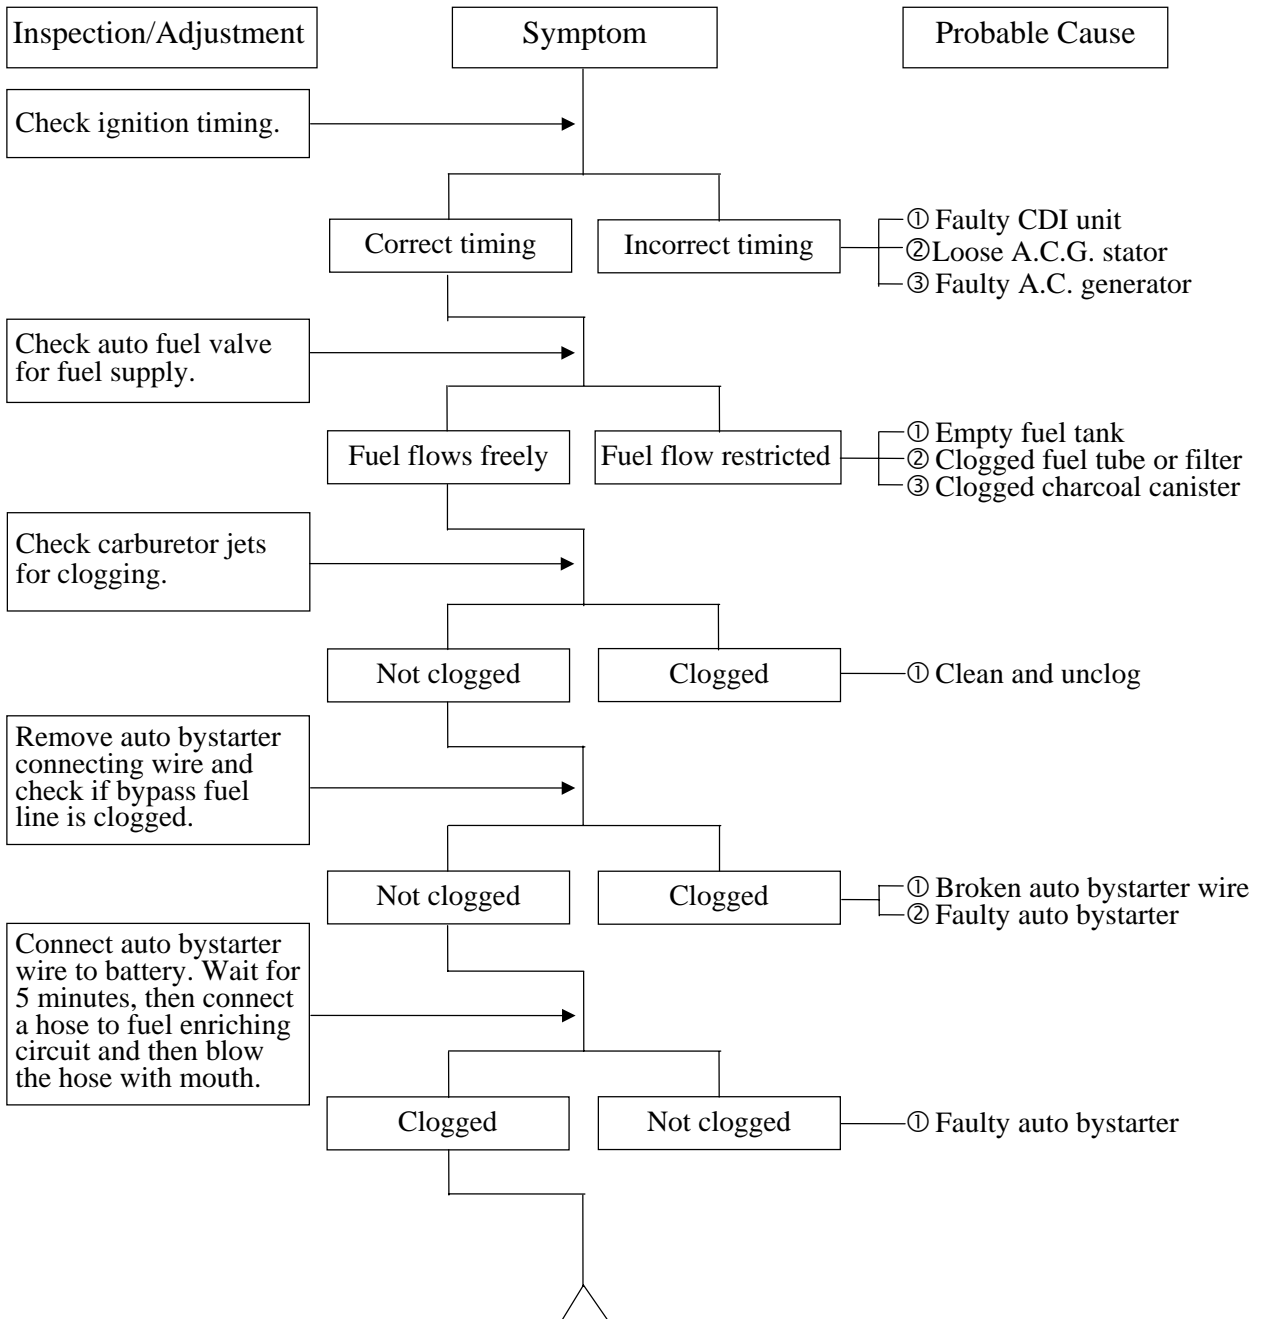 Inspection/Adjustment
Symptom
Probable Cause
Check ignition timing.
Correct timing
Incorrect timing
① Faulty CDI unit
②Loose A.C.G. stator
③ Faulty A.C. generator
Check auto fuel valve
for fuel supply.
Fuel flows freely
Fuel flow restricted
① Empty fuel tank
② Clogged fuel tube or filter
③ Clogged charcoal canister
Check carburetor jets
for clogging.
Not clogged
Clogged
① Clean and unclog
Remove auto bystarter
connecting wire and
check if bypass fuel
line is clogged.
Not clogged
Clogged
① Broken auto bystarter wire
② Faulty auto bystarter
Connect auto bystarter
wire to battery. Wait for
5 minutes, then connect
a hose to fuel enriching
circuit and then blow
the hose with mouth.
Clogged
Not clogged
① Faulty auto bystarter